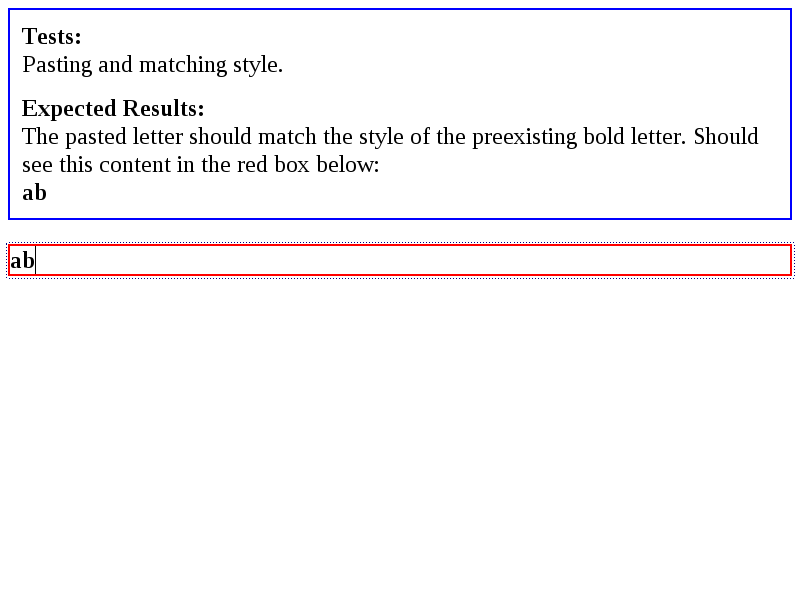 Tests:
Pasting and matching style.
Expected Results:
The pasted letter should match the style of the preexisting bold letter. Should
see this content in the red box below:
ab
ab